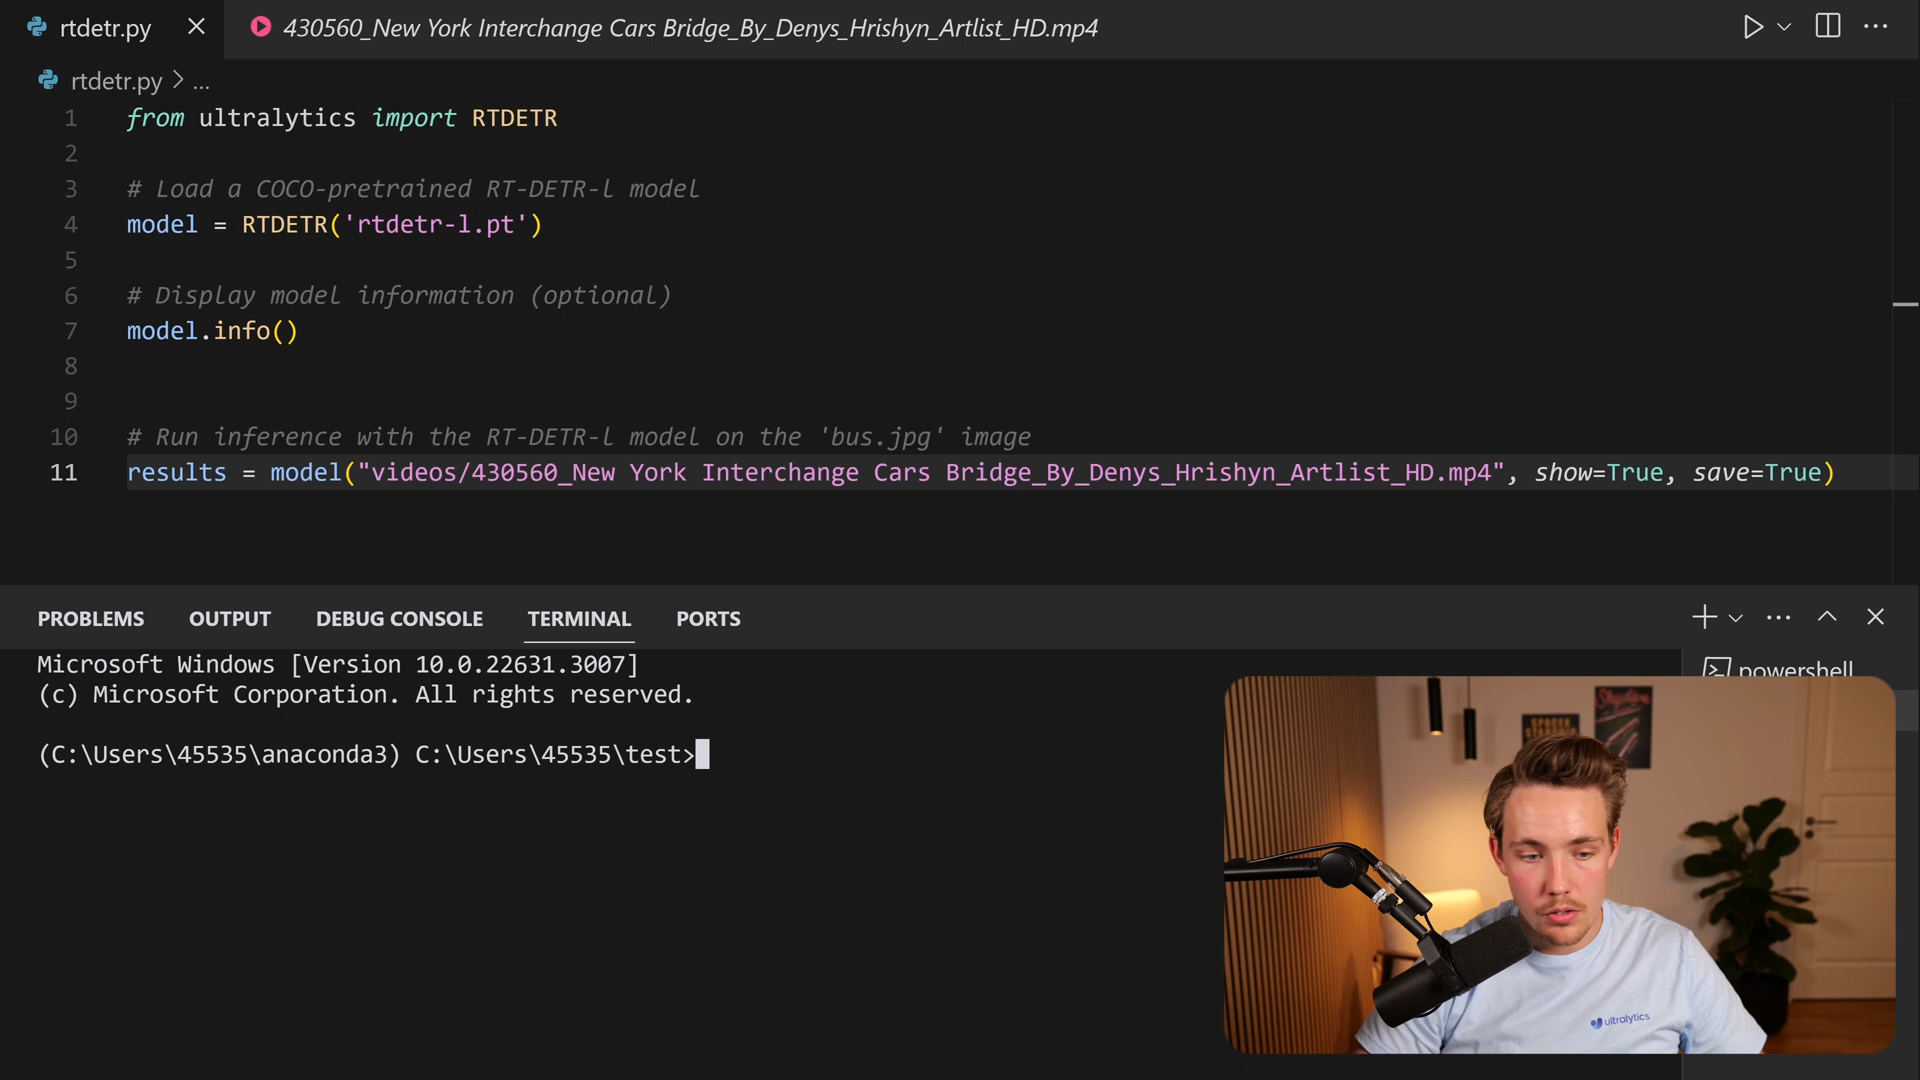 rtdetr.py
430560_New York Interchange Cars Bridge_By_Denys_Hrishyn_Artlist_HD.mp4
rtdetr.py > ...
1 from ultralytics import RTDETR
2
3 # Load a COCO-pretrained RT-DETR-l model
4 model = RTDETR('rtdetr-l.pt')
5
6 # Display model information (optional)
7 model.info()
8
9
10 # Run inference with the RT-DETR-l model on the 'bus.jpg' image
11 results = model("videos/430560_New York Interchange Cars Bridge_By_Denys_Hrishyn_Artlist_HD.mp4", show=True, save=True)
PROBLEMS OUTPUT DEBUG CONSOLE TERMINAL PORTS
Microsoft Windows [Version 10.0.22631.3007]
(c) Microsoft Corporation. All rights reserved.
(C:\Users\45535\anaconda3) C:\Users\45535\test>
powershell
ultralytics